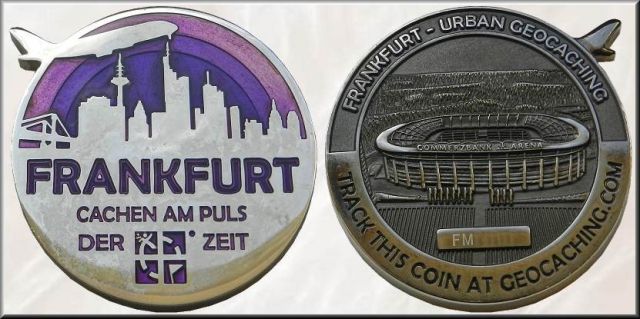 FRANKFURT
CACHEN AM PULS
DER ZEIT
FRANKFURT - URBAN GEOCACHING
COMMERZBANK ARENA
FM
TRACK THIS COIN AT GEOCACHING.COM